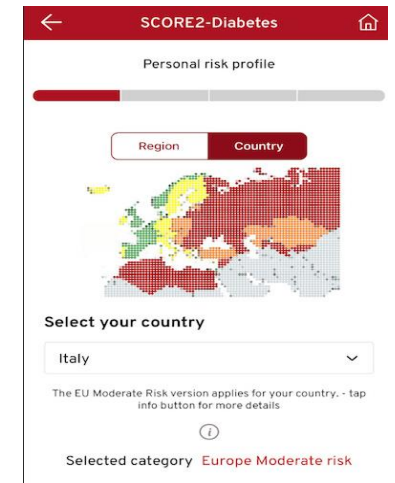 SCORE2-Diabetes
Personal risk profile
Region Country
Select your country
Italy
The EU Moderate Risk version applies for your country. - tap
info button for more details
i
Selected category Europe Moderate risk